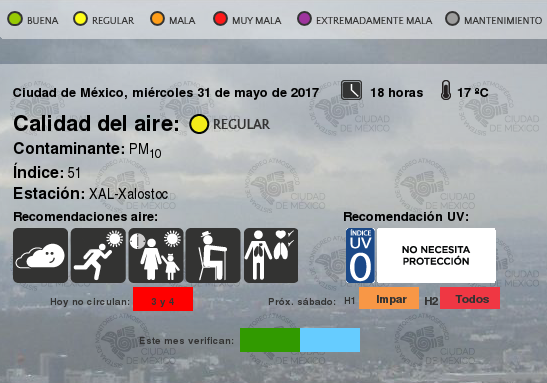 BUENA REGULAR MALA MUY MALA EXTREMADAMENTE MALA MANTENIMIENTO
Ciudad de México, miércoles 31 de mayo de 2017 18 horas 17 ºC
Calidad del aire: REGULAR
Contaminante: PM10
Índice: 51
Estación: XAL-Xalostoc
Recomendaciones aire: Recomendación UV:
ÍNDICE
UV
0
NO NECESITA
PROTECCIÓN
Hoy no circulan: 3 y 4 Próx. sábado: H1 Impar H2 Todos
Este mes verifican:
CIUDAD
DE MÉXICO